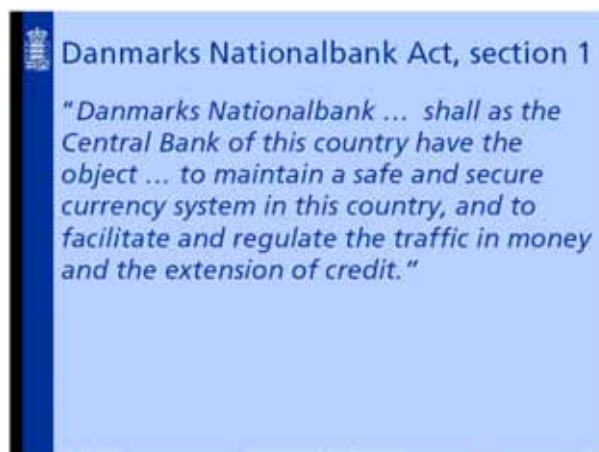 Danmarks Nationalbank Act, section 1
"Danmarks Nationalbank ... shall as the
Central Bank of this country have the
object ... to maintain a safe and secure
currency system in this country, and to
facilitate and regulate the traffic in money
and the extension of credit."